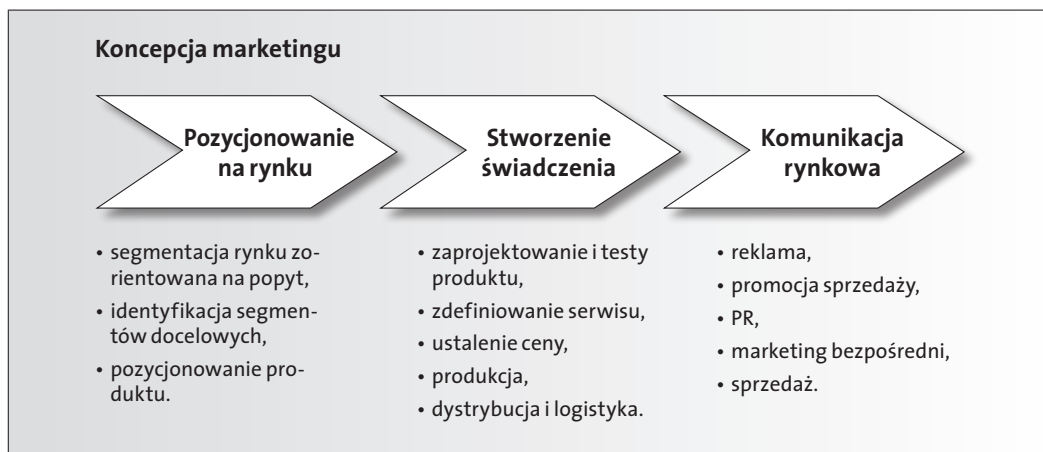 Koncepcja marketingu
Pozycjonowanie
na rynku
• segmentacja rynku zo-
rientowana na popyt,
• identyfikacja segmen-
tów docelowych,
• pozycjonowanie pro-
duktu.
Stworzenie
świadczenia
• zaprojektowanie i testy
produktu,
• zdefiniowanie serwisu,
• ustalenie ceny,
• produkcja,
• dystrybucja i logistyka.
Komunikacja
rynkowa
• reklama,
• promocja sprzedaży,
• PR,
• marketing bezpośredni,
• sprzedaż.